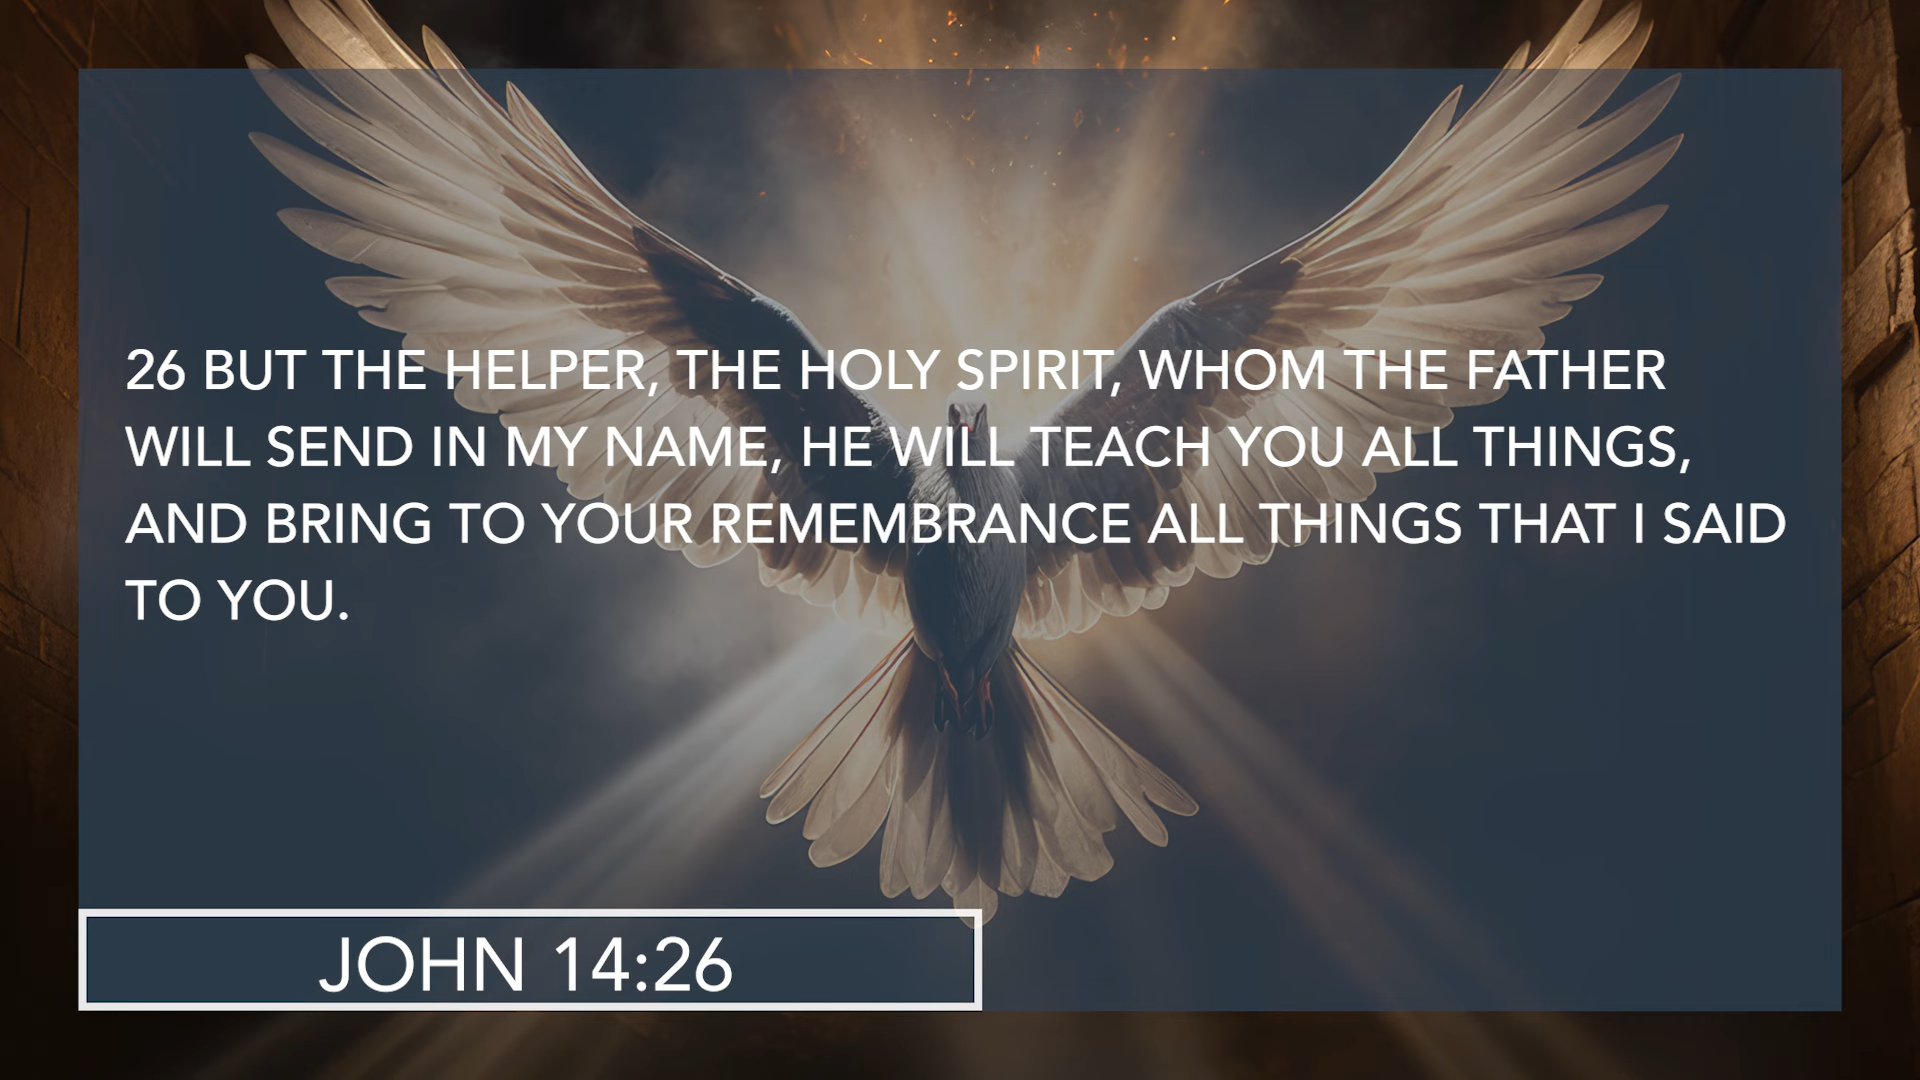 26 BUT THE HELPER, THE HOLY SPIRIT, WHOM THE FATHER
WILL SEND IN MY NAME, HE WILL TEACH YOU ALL THINGS,
AND BRING TO YOUR REMEMBRANCE ALL THINGS THAT I SAID
TO YOU.
JOHN 14:26